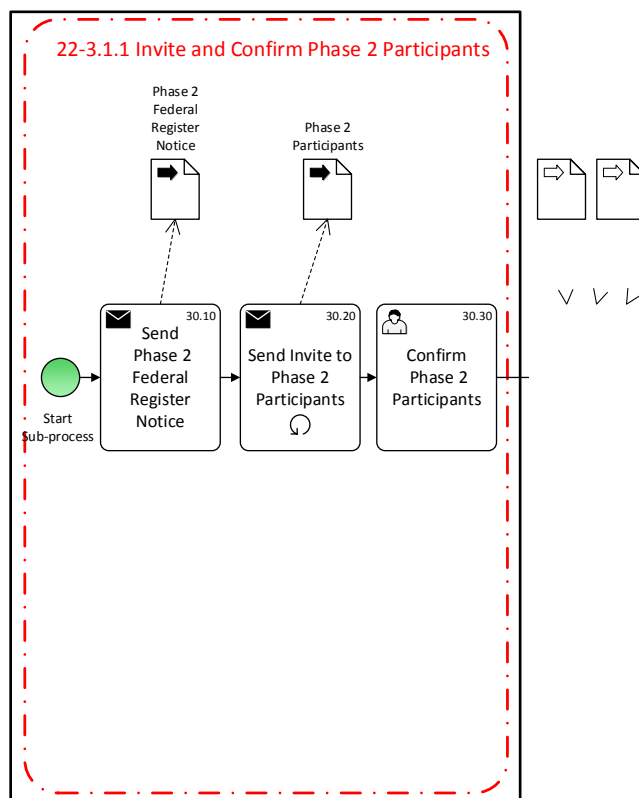 22-3.1.1 Invite and Confirm Phase 2 Participants
Phase 2
Federal
Register
Notice
Phase 2
Participants
30.10
Send
Phase 2
Federal
Register
Notice
30.20
Send Invite to
Phase 2
Participants
30.30
Confirm
Phase 2
Participants
Start
Sub-process